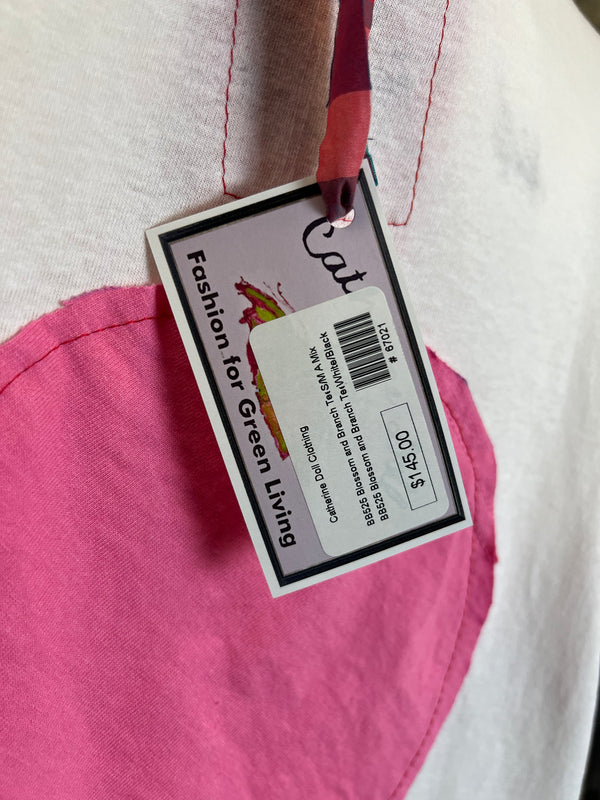 Cat
Fashion for Green Living
Catherine Doll Clothing
BB525 Blossom and Branch Tee S/M A Mix
BB525 Blossom and Branch Tee White/Black
# 67021
$145.00